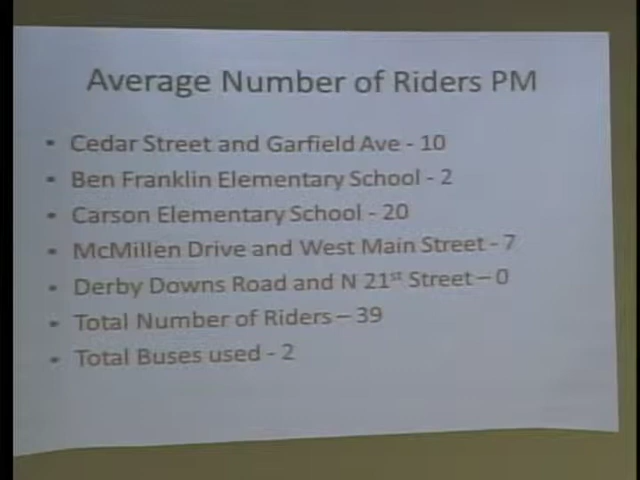 Average Number of Riders PM
• Cedar Street and Garfield Ave - 10
• Ben Franklin Elementary School - 2
• Carson Elementary School - 20
• McMillen Drive and West Main Street - 7
• Derby Downs Road and N 21st Street – 0
• Total Number of Riders – 39
• Total Buses used - 2